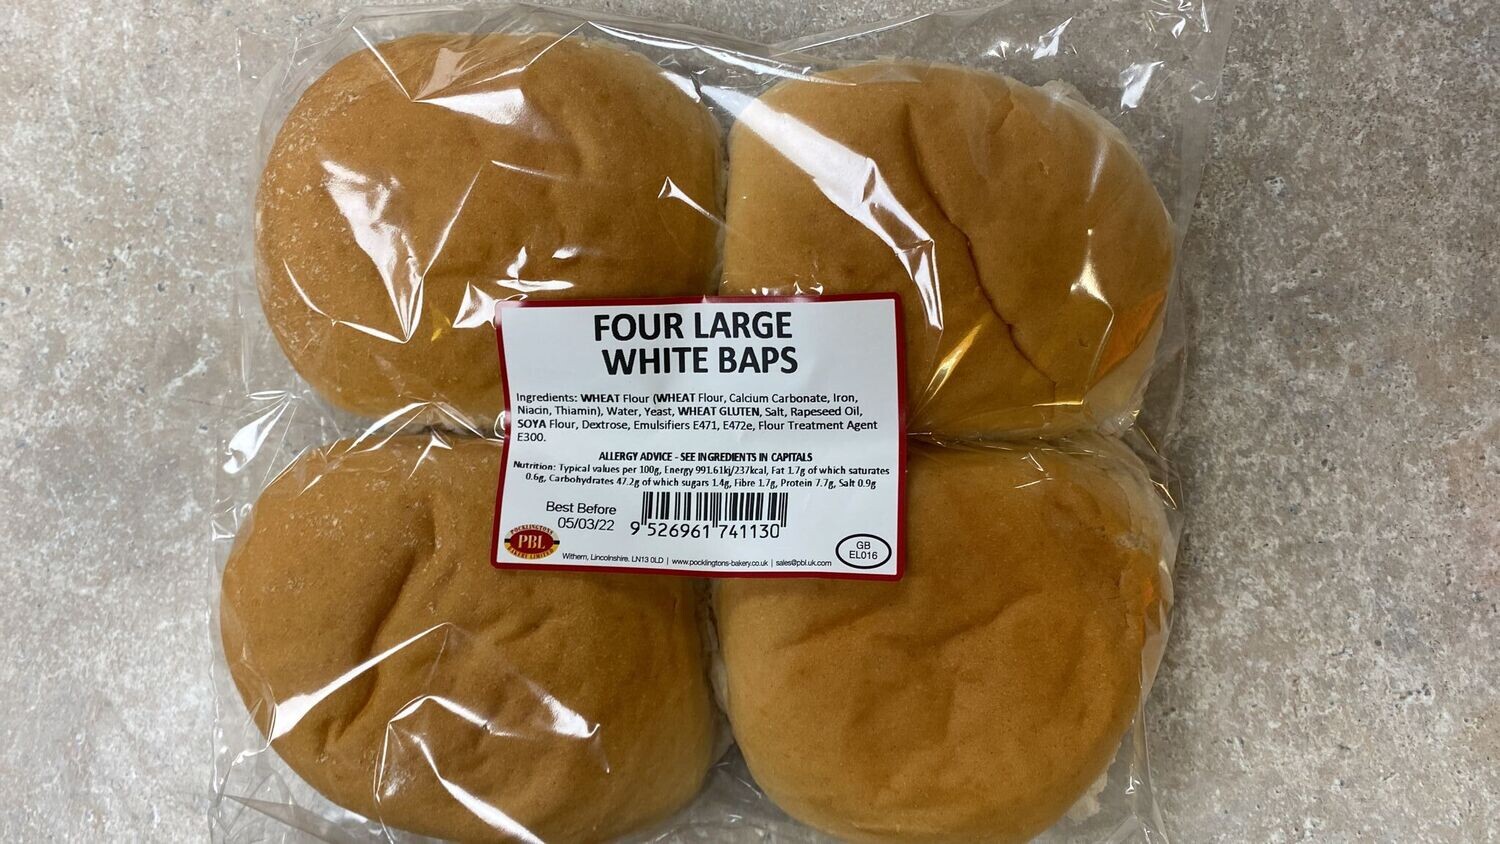 FOUR LARGE
WHITE BAPS
Ingredients: WHEAT Flour (WHEAT Flour, Calcium Carbonate, Iron,
Niacin, Thiamin), Water, Yeast, WHEAT GLUTEN, Salt, Rapeseed Oil,
SOYA Flour, Dextrose, Emulsifiers E471, E472e, Flour Treatment Agent
E300.
ALLERGY ADVICE - SEE INGREDIENTS IN CAPITALS
Nutrition: Typical values per 100g, Energy 991.61kj/237kcal, Fat 1.7g of which saturates
0.6g, Carbohydrates 47.2g of which sugars 1.4g, Fibre 1.7g, Protein 7.7g, Salt 0.9g
Best Before
05/03/22
9 526961 741130
POCKLINGTONS
PBL
BAKERY LIMITED
GB
EL016
Withern, Lincolnshire. LN13 0LD | www.pocklingtons-bakery.co.uk | sales@pbl.uk.com